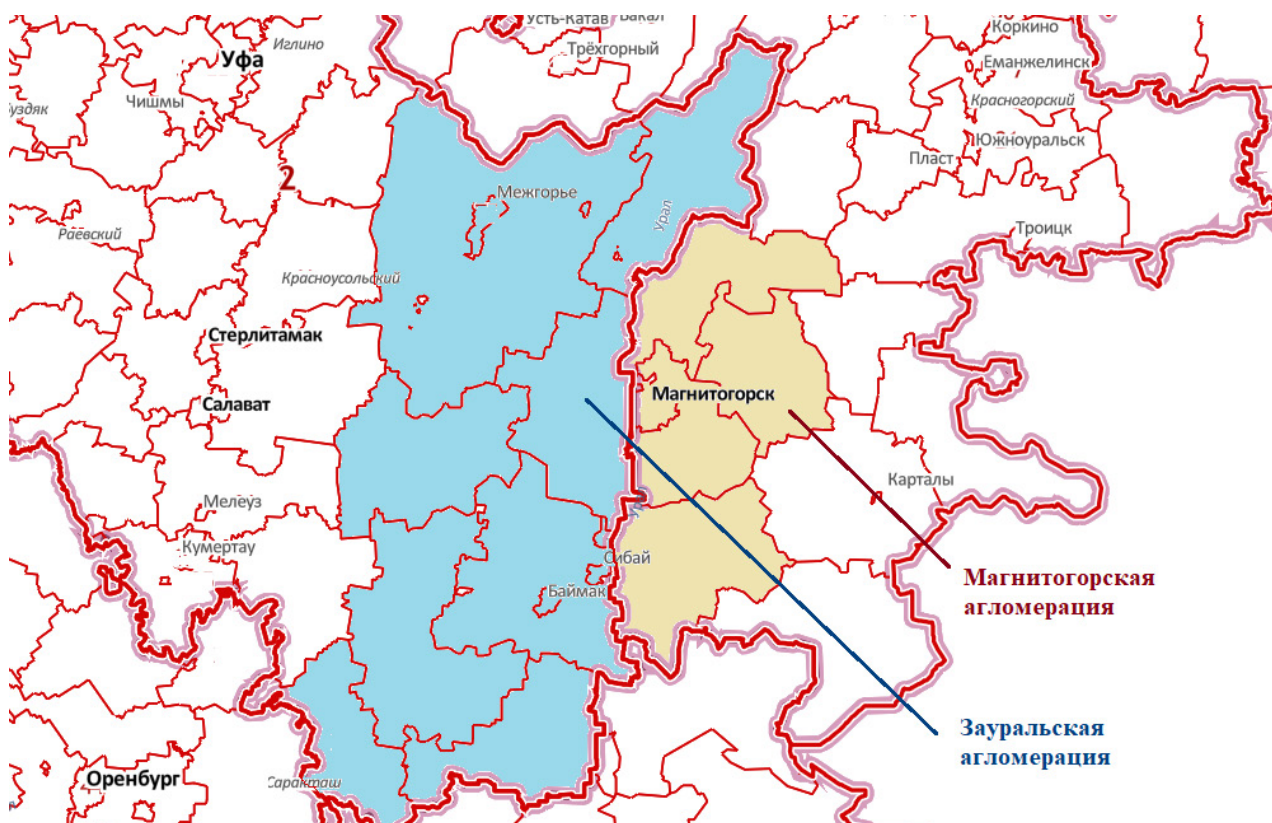 Усть-Катав
Бакал
Коркино
Иглино
Уфа
Трёхгорный
Еманжелинск
Чишмы
Красногорский
Южноуральск
Пласт
2
Межгорье
Урал
Раевский
Троицк
Красноусольский
Стерлитамак
Магнитогорск
Салават
Карталы
Мелеуз
Кумертау
Сибай
Баймак
Магнитогорская
агломерация
Зауральская
агломерация
Оренбург
Саракташ